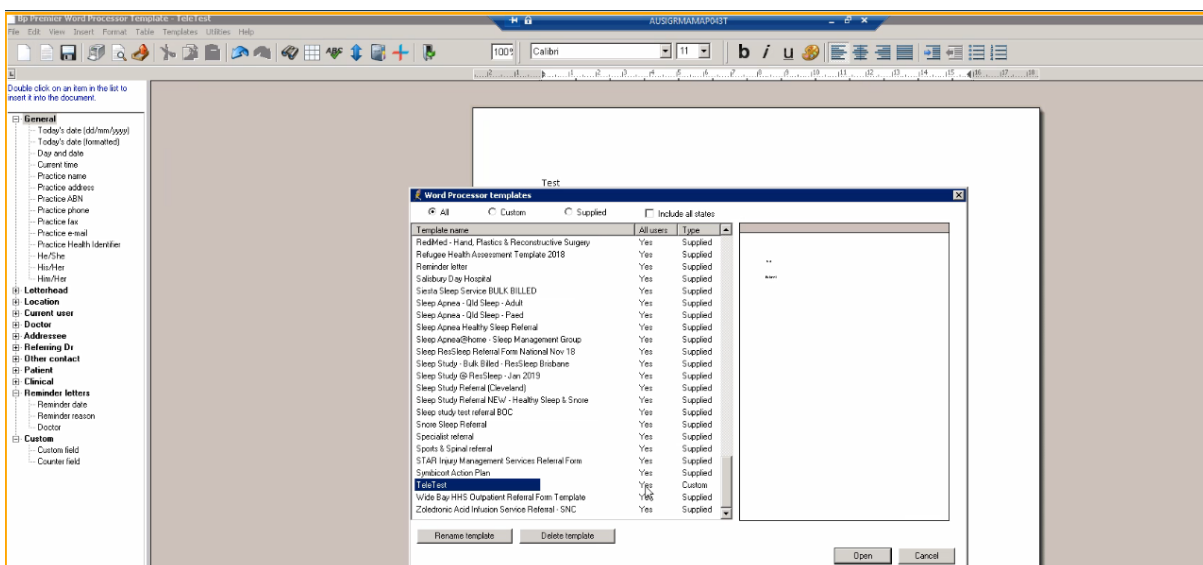 Bp Premier Word Processor Template - TeleTest
AUSIGRMAMAP043T
File Edit View Insert Format Table Templates Utilities Help
ABC
100%
Calibri
11
b i u
Double click on an item in the list to
insert it into the document.
General
Today's date (dd/mm/yyyy)
Today's date (formatted)
Day and date
Current time
Practice name
Practice address
Practice ABN
Practice phone
Practice fax
Practice e-mail
Practice Health Identifier
He/She
His/Her
Him/Her
Letterhead
Location
Current user
Doctor
Addressee
Referring Dr
Other contact
Patient
Clinical
Reminder letters
Reminder date
Reminder reason
Doctor
Custom
Custom field
Counter field
Test
Word Processor templates
All Custom Supplied Include all states
Template name All users Type
RediMed - Hand, Plastics & Reconstructive Surgery Yes Supplied
Refugee Health Assessment Template 2018 Yes Supplied
Reminder letter Yes Supplied
Salisbury Day Hospital Yes Supplied
Siesta Sleep Service BULK BILLED Yes Supplied
Sleep Apnea - Qld Sleep - Adult Yes Supplied
Sleep Apnea - Qld Sleep - Paed Yes Supplied
Sleep Apnea Healthy Sleep Referral Yes Supplied
Sleep Apnea@home - Sleep Management Group Yes Supplied
Sleep ResSleep Referral Form National Nov 18 Yes Supplied
Sleep Study - Bulk Billed - ResSleep Brisbane Yes Supplied
Sleep Study @ ResSleep - Jan 2019 Yes Supplied
Sleep Study Referral (Cleveland) Yes Supplied
Sleep Study Referral NEW - Healthy Sleep & Snore Yes Supplied
Sleep study test referral BOC Yes Supplied
Snore Sleep Referral Yes Supplied
Specialist referral Yes Supplied
Sports & Spinal referral Yes Supplied
STAR Injury Management Services Referral Form Yes Supplied
Symbicort Action Plan Yes Supplied
TeleTest Yes Custom
Wide Bay HHS Outpatient Referral Form Template Yes Supplied
Zoledronic Acid Infusion Service Referral - SNC Yes Supplied
Rename template Delete template
Open Cancel